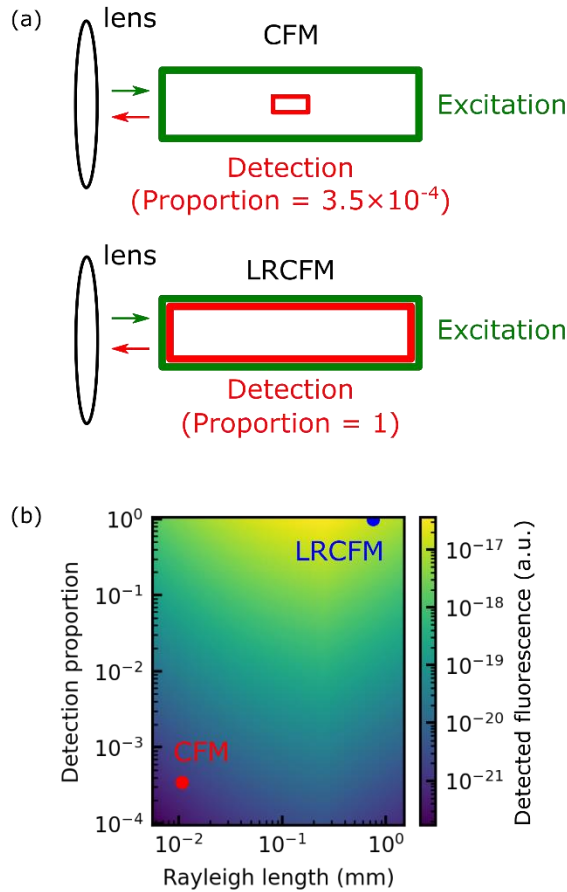 (a)
lens
CFM
Excitation
Detection
(Proportion = 3.5×10⁻⁴)
lens
LRCFM
Excitation
Detection
(Proportion = 1)
(b)
Detection proportion
10⁰
10⁻¹
10⁻²
10⁻³
10⁻⁴
LRCFM
CFM
10⁻² 10⁻¹ 10⁰
Rayleigh length (mm)
10⁻¹⁷
10⁻¹⁸
10⁻¹⁹
10⁻²⁰
10⁻²¹
Detected fluorescence (a.u.)